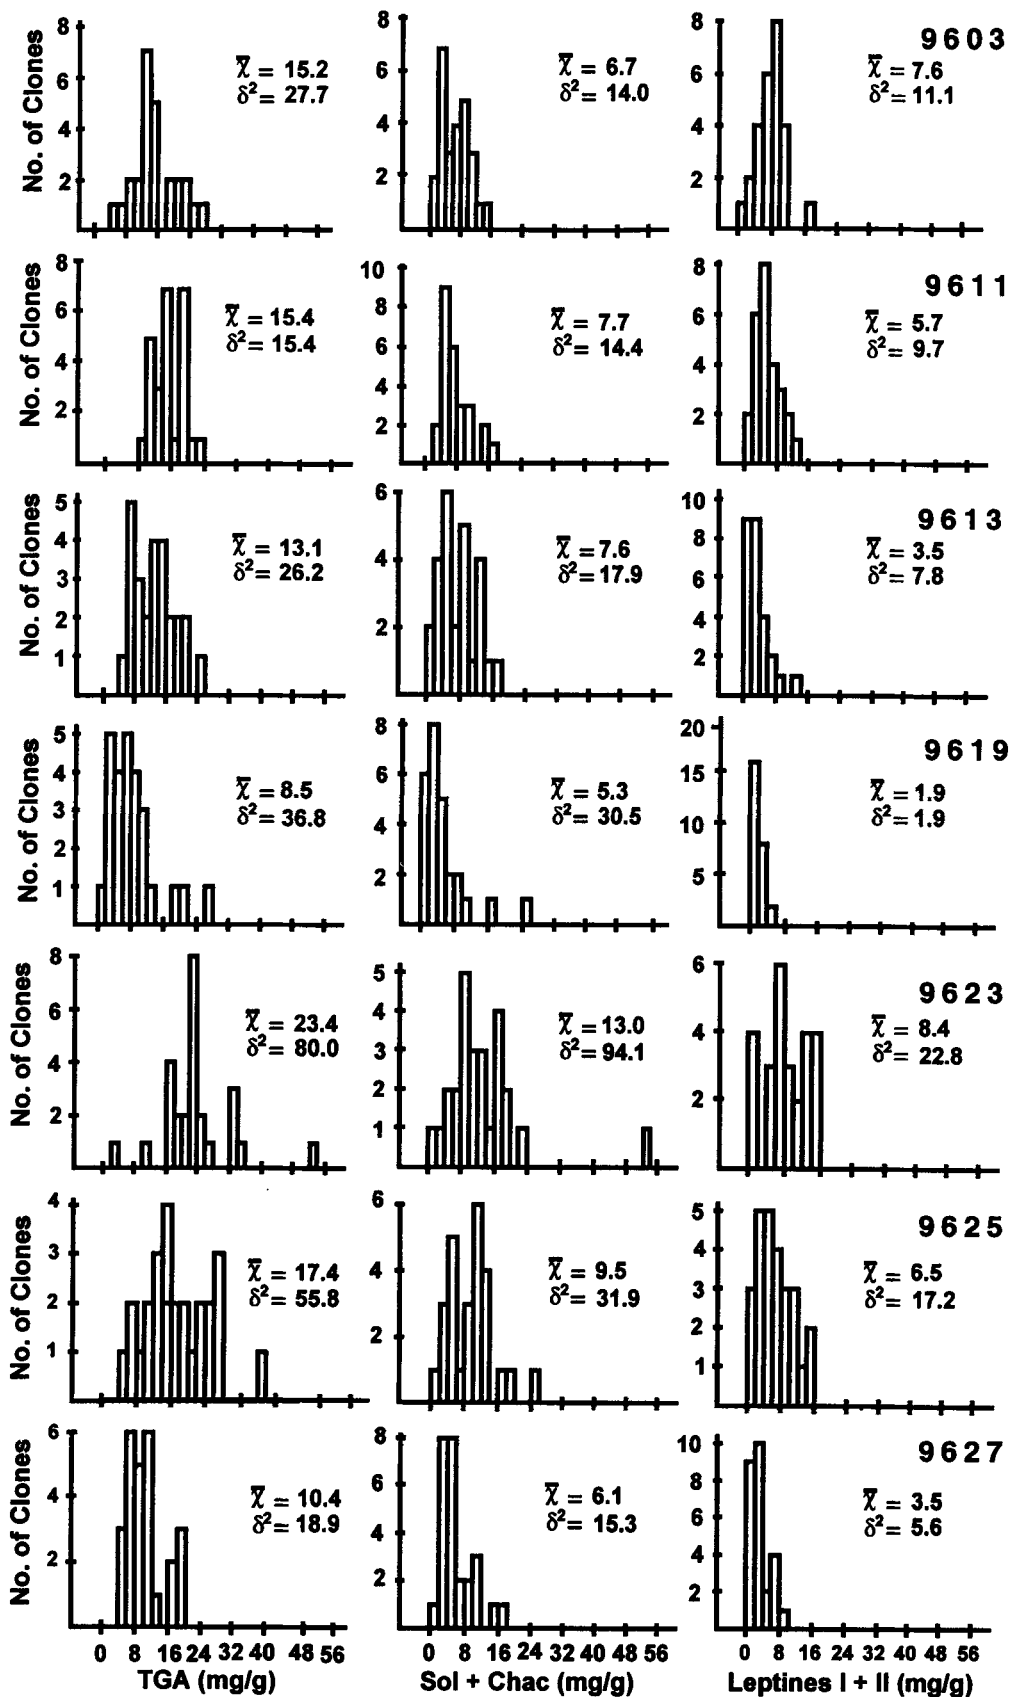 9603
No. of Clones
8
6
4
2
χ̅ = 15.2
δ²= 27.7
8
6
4
2
χ̅ = 6.7
δ²= 14.0
8
6
4
2
χ̅ = 7.6
δ²= 11.1
9611
No. of Clones
8
6
4
2
χ̅ = 15.4
δ²= 15.4
10
8
6
4
2
χ̅ = 7.7
δ²= 14.4
8
6
4
2
χ̅ = 5.7
δ²= 9.7
9613
No. of Clones
5
4
3
2
1
χ̅ = 13.1
δ²= 26.2
6
4
2
χ̅ = 7.6
δ²= 17.9
10
8
6
4
2
χ̅ = 3.5
δ²= 7.8
9619
No. of Clones
5
4
3
2
1
χ̅ = 8.5
δ²= 36.8
8
6
4
2
χ̅ = 5.3
δ²= 30.5
20
15
10
5
χ̅ = 1.9
δ²= 1.9
9623
No. of Clones
8
6
4
2
χ̅ = 23.4
δ²= 80.0
5
4
3
2
1
χ̅ = 13.0
δ²= 94.1
6
4
2
χ̅ = 8.4
δ²= 22.8
9625
No. of Clones
4
3
2
1
χ̅ = 17.4
δ²= 55.8
6
4
2
χ̅ = 9.5
δ²= 31.9
5
4
3
2
1
χ̅ = 6.5
δ²= 17.2
9627
No. of Clones
6
4
2
χ̅ = 10.4
δ²= 18.9
8
6
4
2
χ̅ = 6.1
δ²= 15.3
10
8
6
4
2
χ̅ = 3.5
δ²= 5.6
0 8 16 24 32 48 56
TGA (mg/g)
0 8 16 24 32 48 56
Sol + Chac (mg/g)
0 8 16 24 32 48 56
Leptines I + II (mg/g)